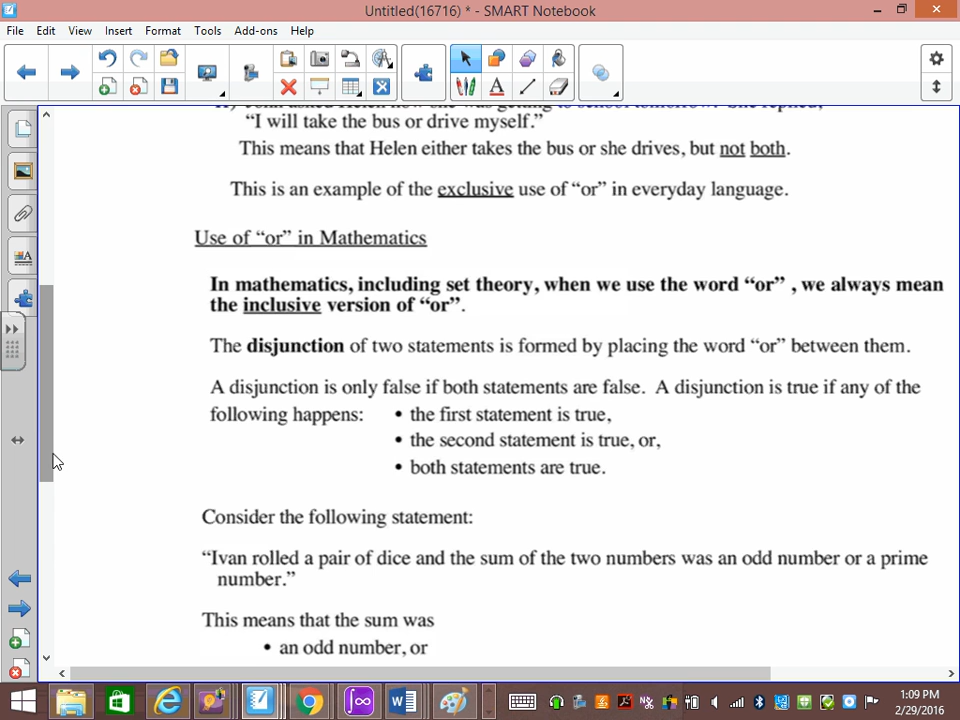 Untitled(16716) * - SMART Notebook
File Edit View Insert Format Tools Add-ons Help
"I will take the bus or drive myself."
This means that Helen either takes the bus or she drives, but not both.
This is an example of the exclusive use of "or" in everyday language.
Use of "or" in Mathematics
In mathematics, including set theory, when we use the word "or" , we always mean
the inclusive version of "or".
The disjunction of two statements is formed by placing the word "or" between them.
A disjunction is only false if both statements are false. A disjunction is true if any of the
following happens: • the first statement is true,
• the second statement is true, or,
• both statements are true.
Consider the following statement:
"Ivan rolled a pair of dice and the sum of the two numbers was an odd number or a prime
number."
This means that the sum was
• an odd number, or
1:09 PM
2/29/2016